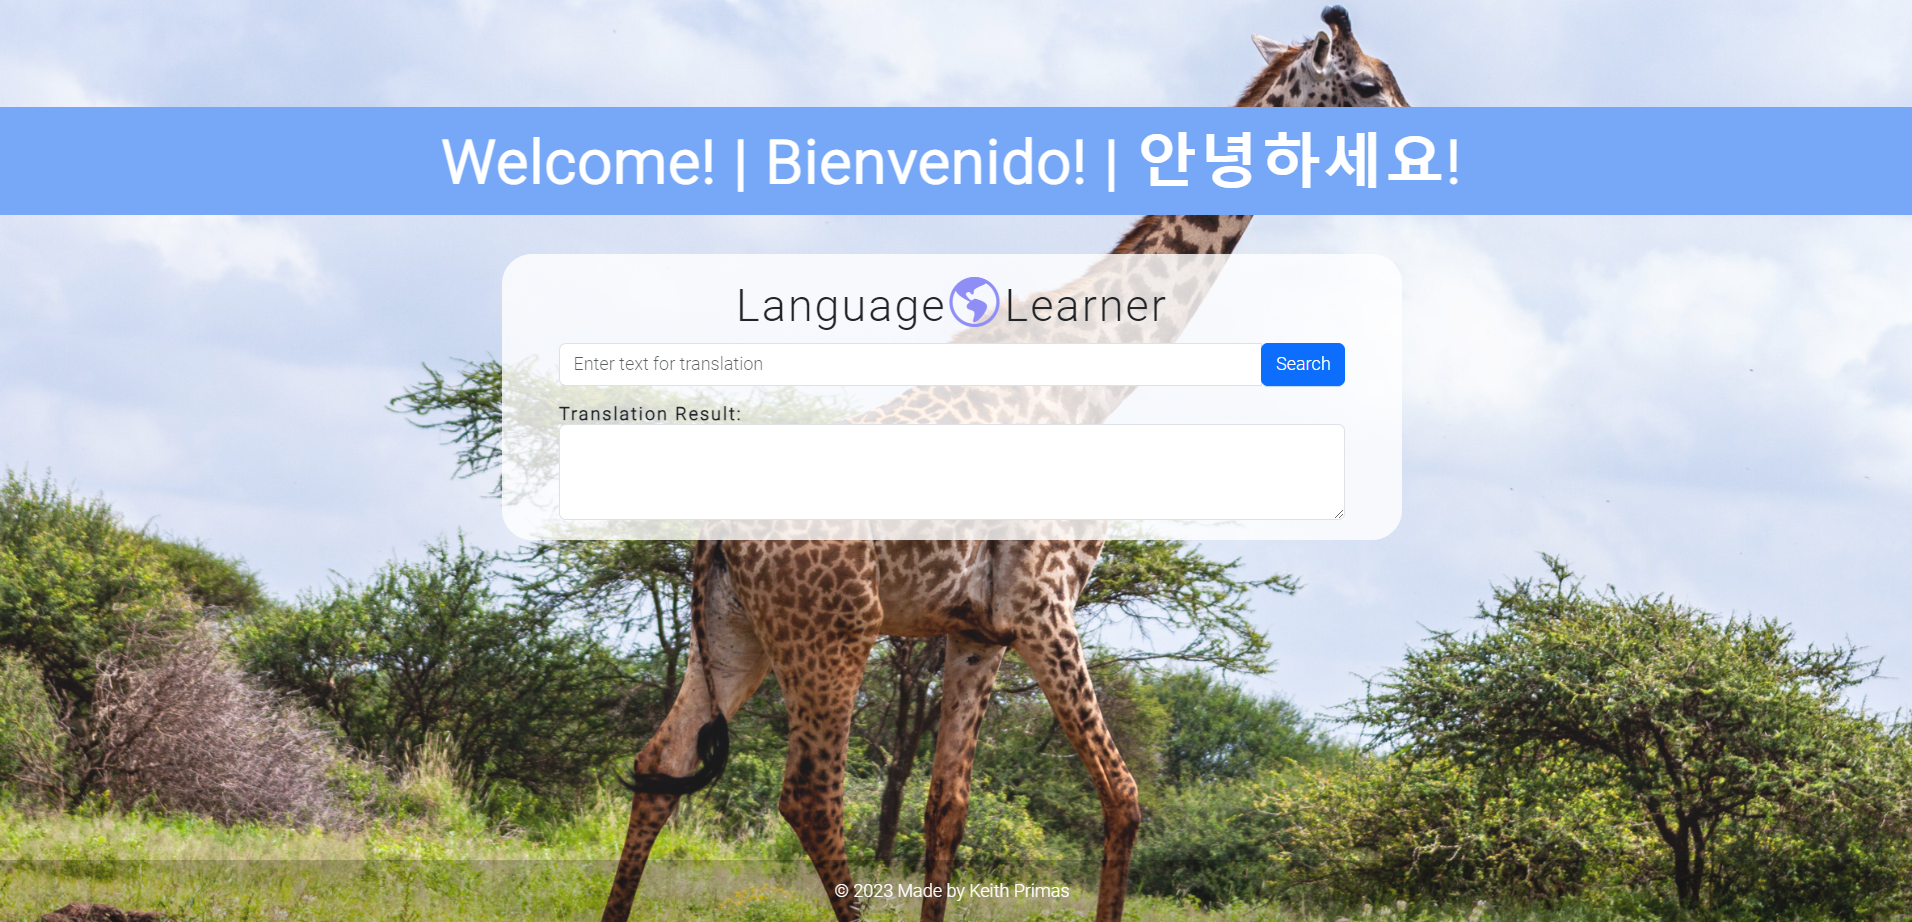 Welcome! | Bienvenido! | 안녕하세요!
Language Learner
Enter text for translation
Search
Translation Result:
© 2023 Made by Keith Primas